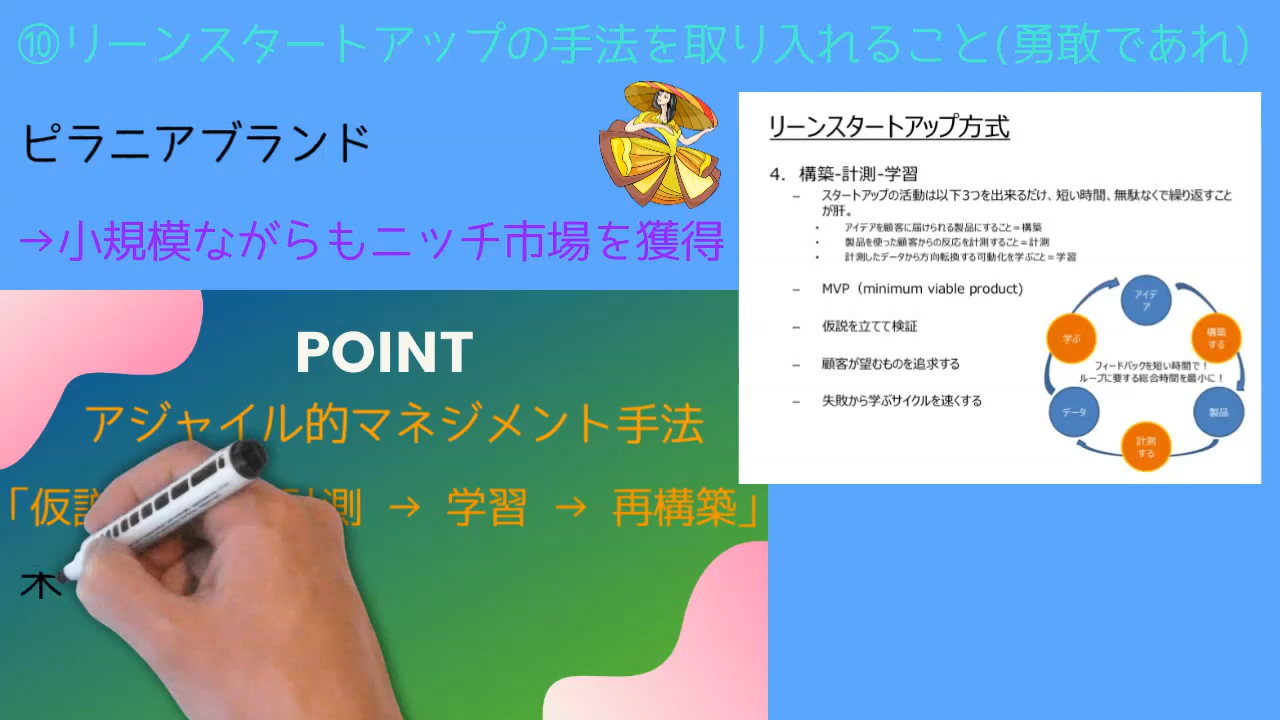 ⑩リーンスタートアップの手法を取り入れること(勇敢であれ)
ピラニアブランド
→小規模ながらもニッチ市場を獲得
POINT
アジャイル的マネジメント手法
「仮説 計測 → 学習 → 再構築」
木
リーンスタートアップ方式
4. 構築-計測-学習
– スタートアップの活動は以下3つを出来るだけ、短い時間、無駄なくで繰り返すこと
が肝。
• アイデアを顧客に届けられる製品にすること=構築
• 製品を使った顧客からの反応を計測すること=計測
• 計測したデータから方向転換する可動化を学ぶこと=学習
– MVP(minimum viable product)
– 仮説を立てて検証
– 顧客が望むものを追求する
– 失敗から学ぶサイクルを速くする
アイデ
ア
構築
する
製品
計測
する
データ
学ぶ
フィードバックを短い時間で!
ループに要する総合時間を最小に!